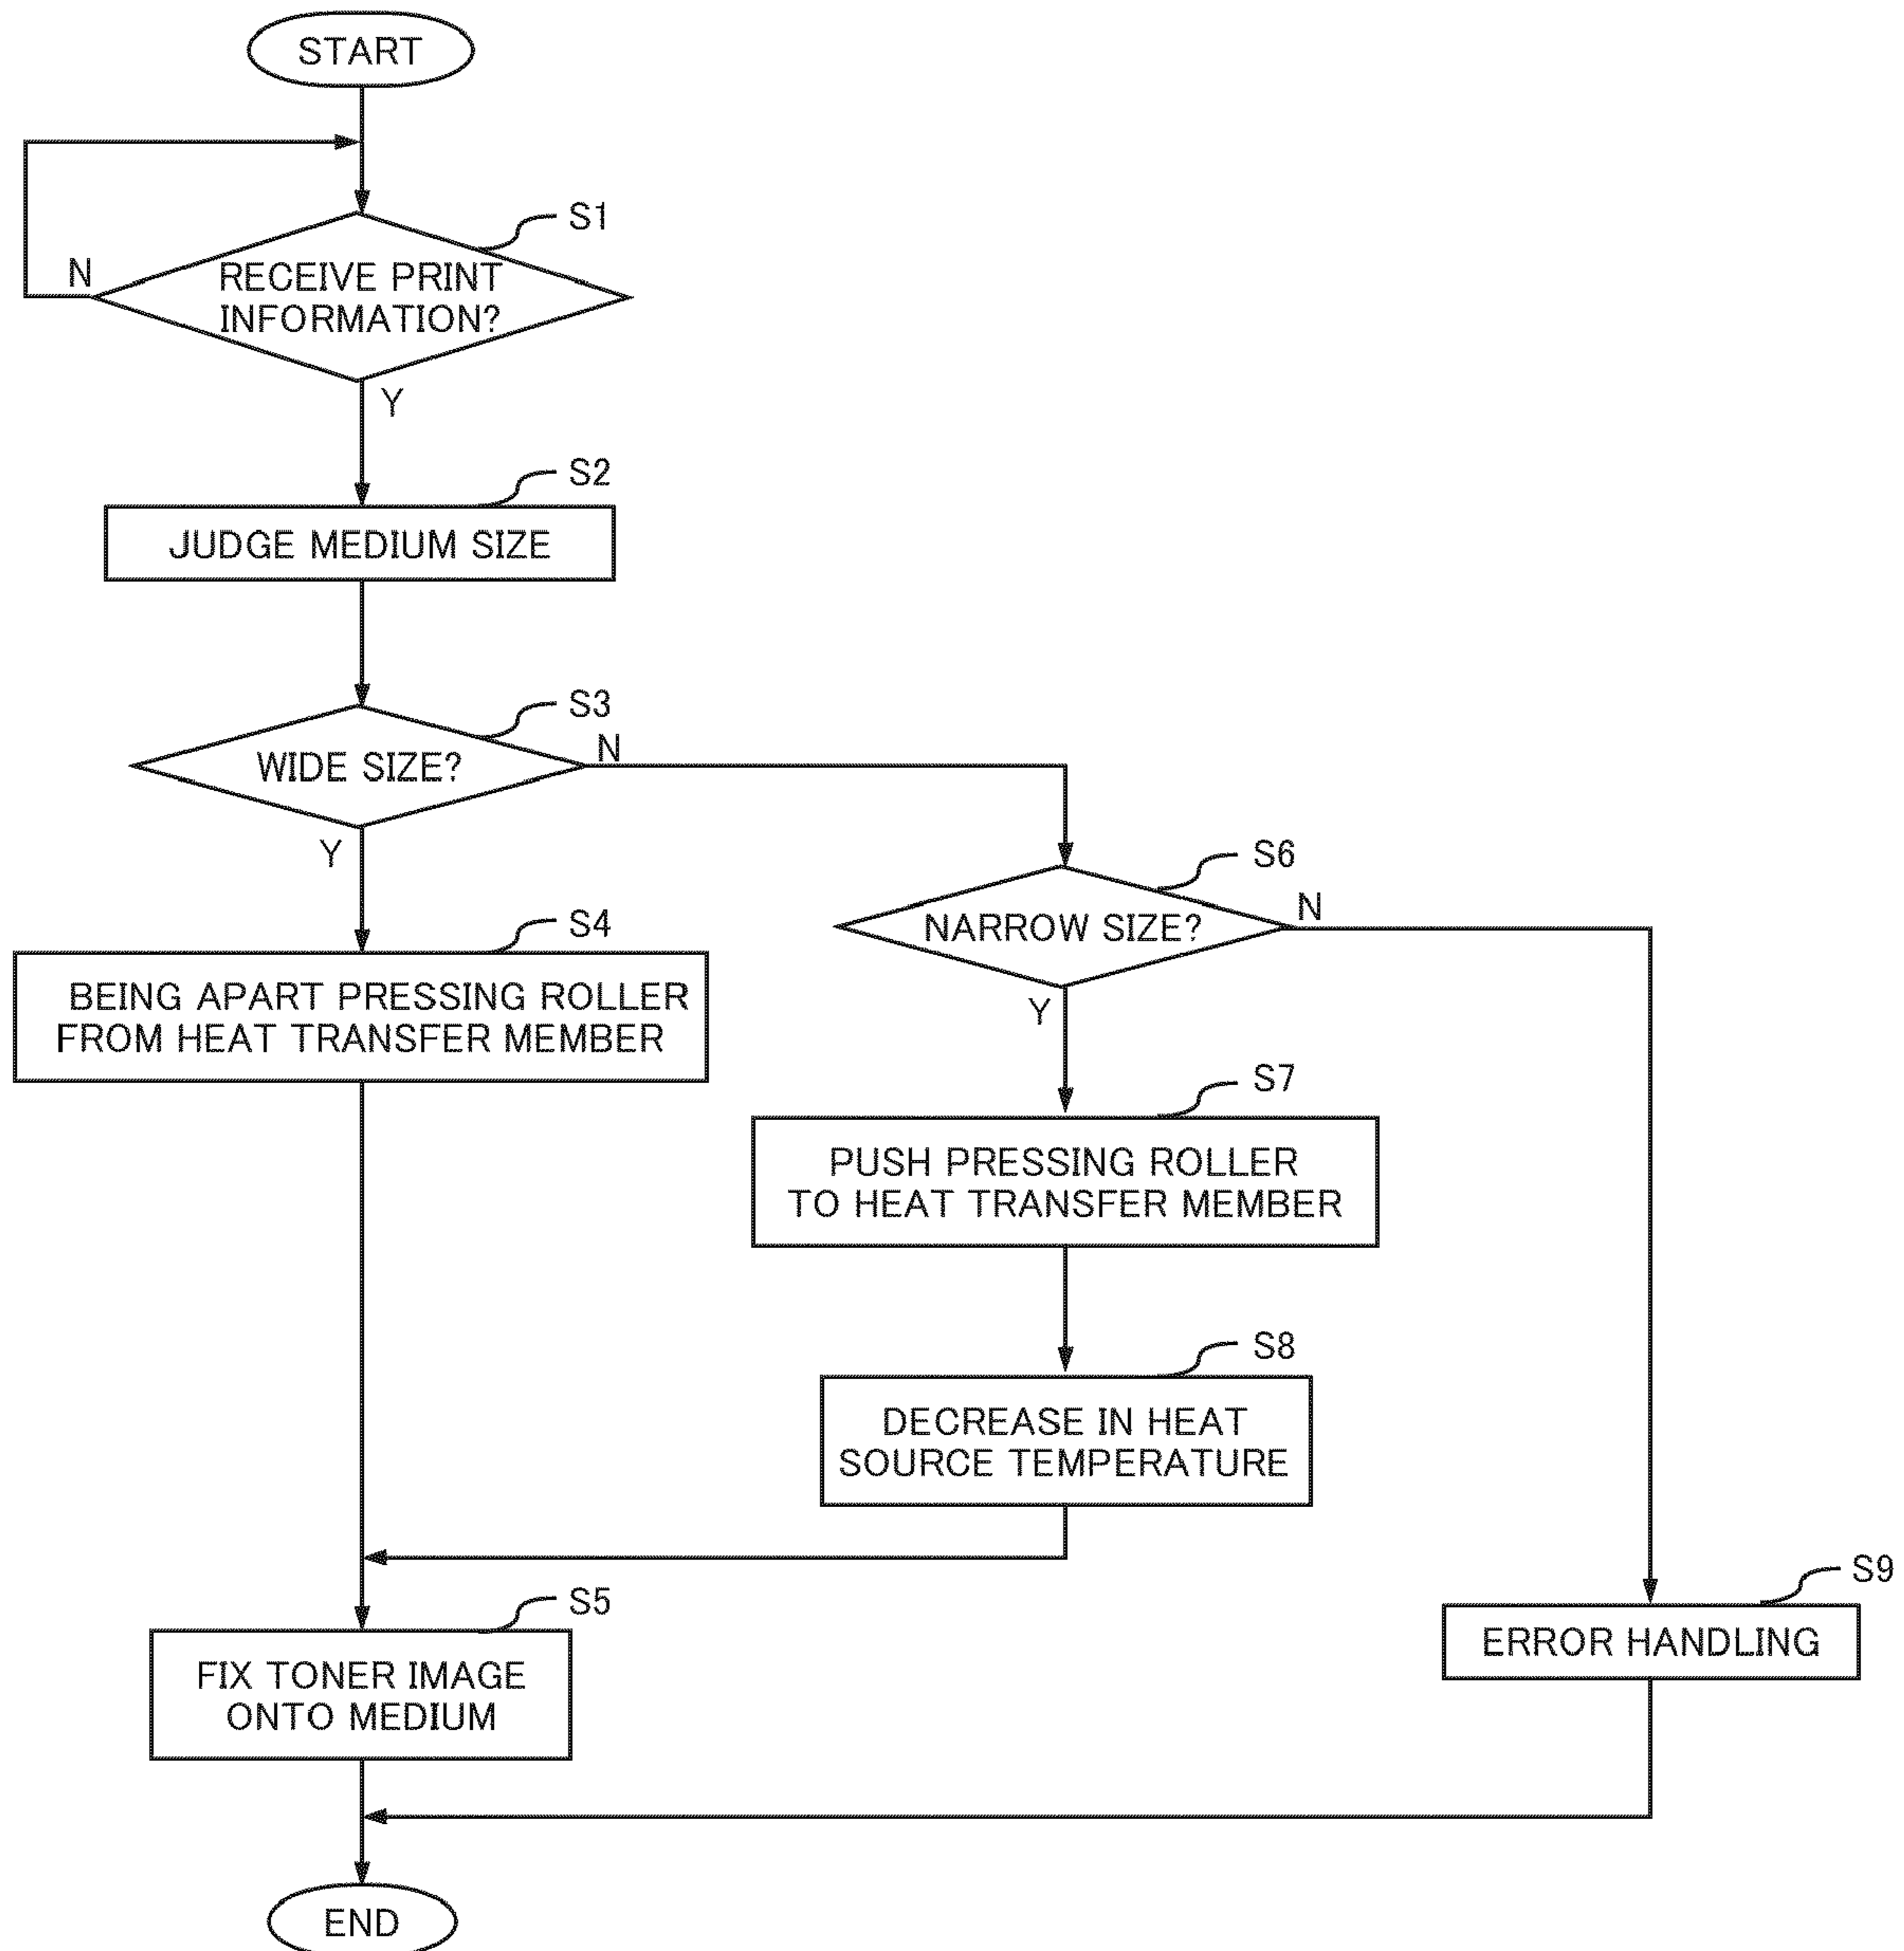 START
S1
N
RECEIVE PRINT
INFORMATION?
Y
S2
JUDGE MEDIUM SIZE
S3
WIDE SIZE?
N
Y
S6
NARROW SIZE?
N
Y
S4
BEING APART PRESSING ROLLER
FROM HEAT TRANSFER MEMBER
S7
PUSH PRESSING ROLLER
TO HEAT TRANSFER MEMBER
S8
DECREASE IN HEAT
SOURCE TEMPERATURE
S5
FIX TONER IMAGE
ONTO MEDIUM
S9
ERROR HANDLING
END